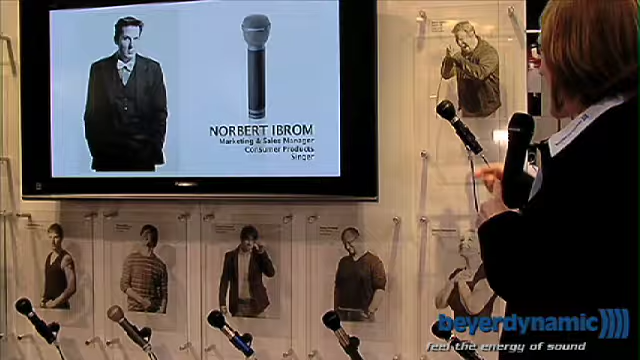 NORBERT IBROM
Marketing & Sales Manager
Consumer Products
Singer
beyerdynamic
feel the energy of sound